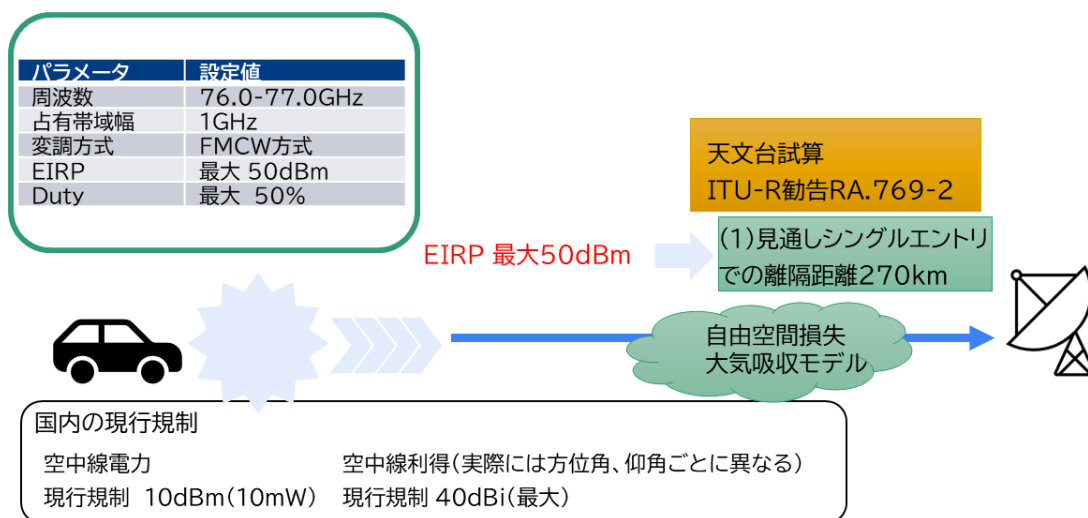 パラメータ 設定値
周波数 76.0-77.0GHz
占有帯域幅 1GHz
変調方式 FMCW方式
EIRP 最大 50dBm
Duty 最大 50%
天文台試算
ITU-R勧告RA.769-2
EIRP 最大50dBm
(1)見通しシングルエントリ
での離隔距離270km
自由空間損失
大気吸収モデル
国内の現行規制
空中線電力 空中線利得(実際には方位角、仰角ごとに異なる)
現行規制 10dBm(10mW) 現行規制 40dBi(最大)